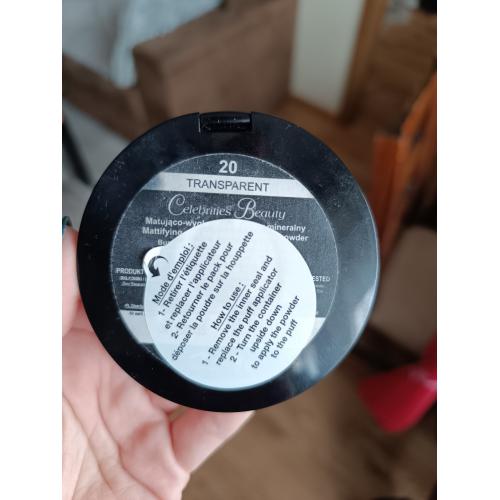 20
TRANSPARENT
Celebrities Beauty
Matująco-
mineralny
Mattifying
powder
Mode d'emploi :
1- Retirer l'étiquette
et replacer l'applicateur
2- Retourner le pack pour
déposer la poudre sur la houppette
How to use :
1 - Remove the inner seal and
replace the puff applicator
2 - Turn the container
upside down
to apply the powder
to the puff